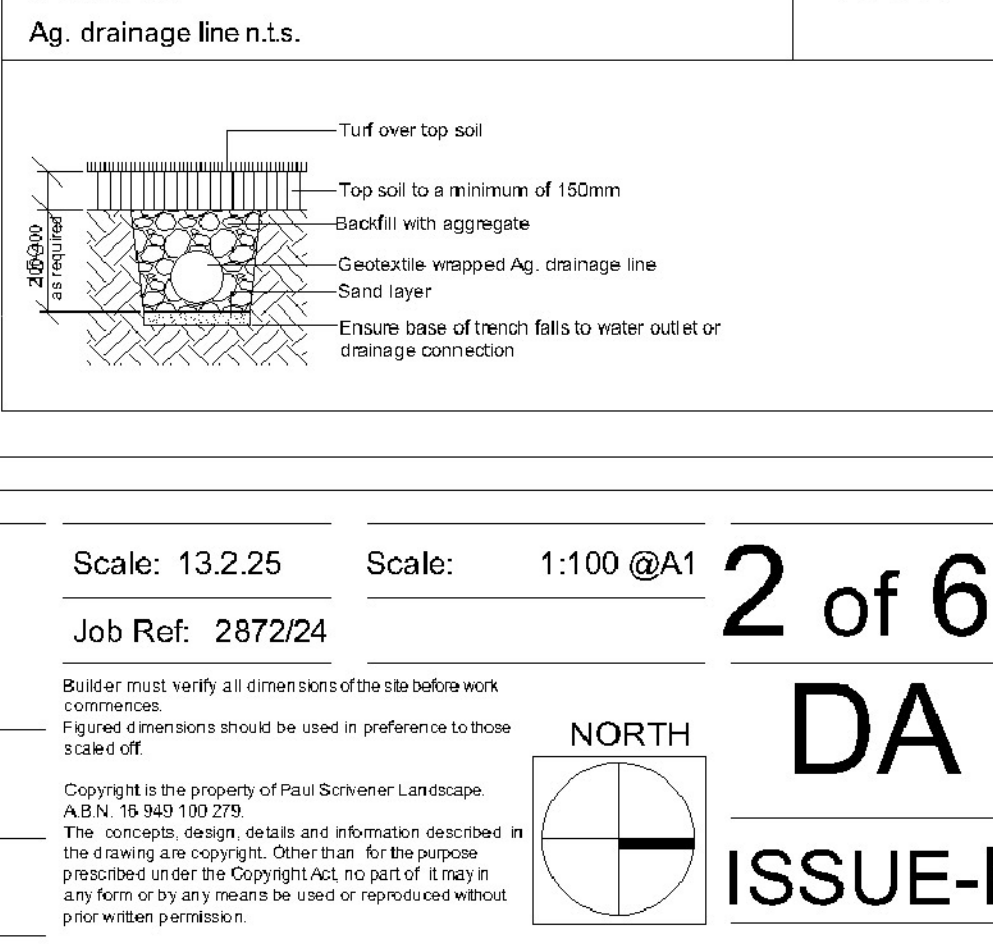 Ag. drainage line n.t.s.
Turf over top soil
Top soil to a minimum of 150mm
Backfill with aggregate
Geotextile wrapped Ag. drainage line
Sand layer
Ensure base of trench falls to water outlet or
drainage connection
as required
Scale: 13.2.25
Scale: 1:100 @A1
2 of 6
Job Ref: 2872/24
DA
Builder must verify all dimensions of the site before work
commences.
Figured dimensions should be used in preference to those
scaled off.
NORTH
Copyright is the property of Paul Scrivener Landscape.
A.B.N. 16 949 100 279.
The concepts, design, details and information described in
the drawing are copyright. Other than for the purpose
prescribed under the Copyright Act, no part of it may in
any form or by any means be used or reproduced without
prior written permission.
ISSUE-